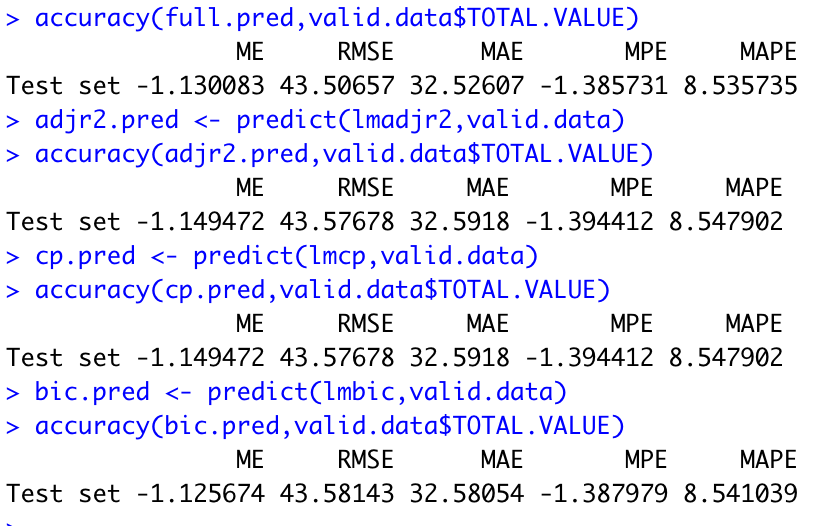 > accuracy(full.pred,valid.data$TOTAL.VALUE)
ME RMSE MAE MPE MAPE
Test set -1.130083 43.50657 32.52607 -1.385731 8.535735
> adjr2.pred <- predict(lmadjr2,valid.data)
> accuracy(adjr2.pred,valid.data$TOTAL.VALUE)
ME RMSE MAE MPE MAPE
Test set -1.149472 43.57678 32.5918 -1.394412 8.547902
> cp.pred <- predict(lmcp,valid.data)
> accuracy(cp.pred,valid.data$TOTAL.VALUE)
ME RMSE MAE MPE MAPE
Test set -1.149472 43.57678 32.5918 -1.394412 8.547902
> bic.pred <- predict(lmbic,valid.data)
> accuracy(bic.pred,valid.data$TOTAL.VALUE)
ME RMSE MAE MPE MAPE
Test set -1.125674 43.58143 32.58054 -1.387979 8.541039